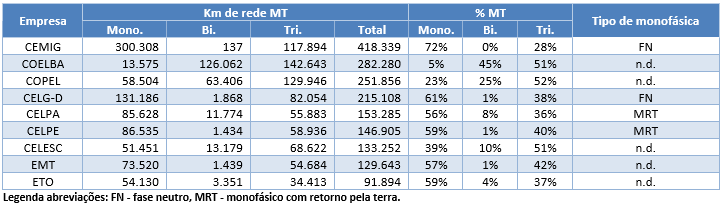 Empresa Km de rede MT % MT Tipo de monofásica
Mono. Bi. Tri. Total Mono. Bi. Tri.
CEMIG 300.308 137 117.894 418.339 72% 0% 28% FN
COELBA 13.575 126.062 142.643 282.280 5% 45% 51% n.d.
COPEL 58.504 63.406 129.946 251.856 23% 25% 52% n.d.
CELG-D 131.186 1.868 82.054 215.108 61% 1% 38% FN
CELPA 85.628 11.774 55.883 153.285 56% 8% 36% MRT
CELPE 86.535 1.434 58.936 146.905 59% 1% 40% MRT
CELESC 51.451 13.179 68.622 133.252 39% 10% 51% n.d.
EMT 73.520 1.439 54.684 129.643 57% 1% 42% n.d.
ETO 54.130 3.351 34.413 91.894 59% 4% 37% n.d.
Legenda abreviações: FN - fase neutro, MRT - monofásico com retorno pela terra.